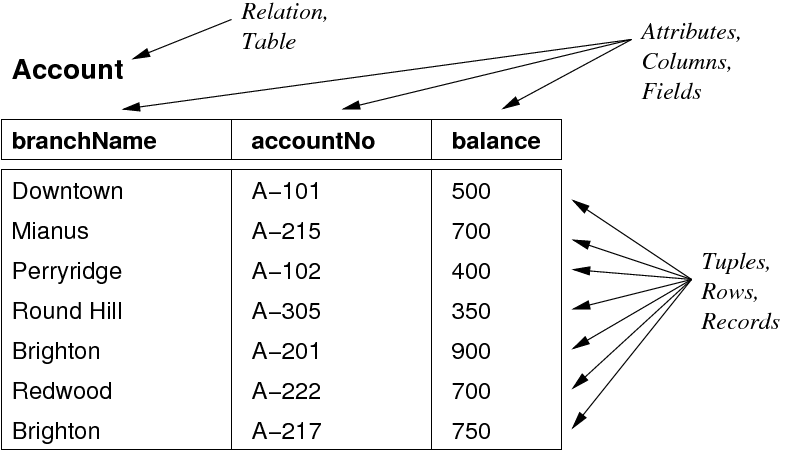 Relation,
Table
Account
Attributes,
Columns,
Fields
branchName accountNo balance
Downtown A–101 500
Mianus A–215 700
Perryridge A–102 400
Round Hill A–305 350
Brighton A–201 900
Redwood A–222 700
Brighton A–217 750
Tuples,
Rows,
Records